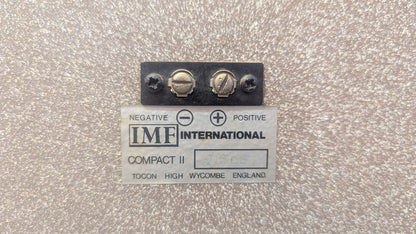 NEGATIVE - + POSITIVE
IMF INTERNATIONAL
COMPACT II
TOCON HIGH WYCOMBE ENGLAND